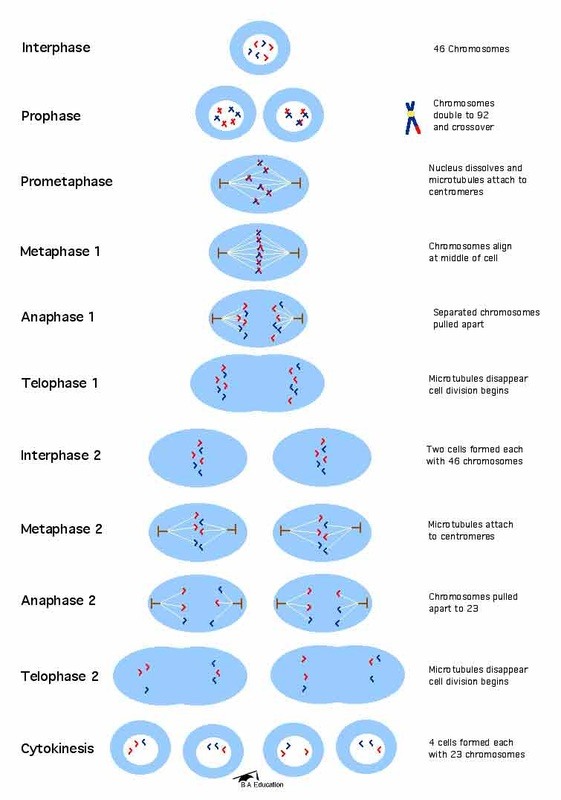 Interphase
46 Chromosomes
Prophase
Chromosomes
double to 92
and crossover
Prometaphase
Nucleus dissolves and
microtubules attach to
centromeres
Metaphase 1
Chromosomes align
at middle of cell
Anaphase 1
Separated chromosomes
pulled apart
Telophase 1
Microtubules disappear
cell division begins
Interphase 2
Two cells formed each
with 46 chromosomes
Metaphase 2
Microtubules attach
to centromeres
Anaphase 2
Chromosomes pulled
apart to 23
Telophase 2
Microtubules disappear
cell division begins
Cytokinesis
4 cells formed each
with 23 chromosomes
B A Education